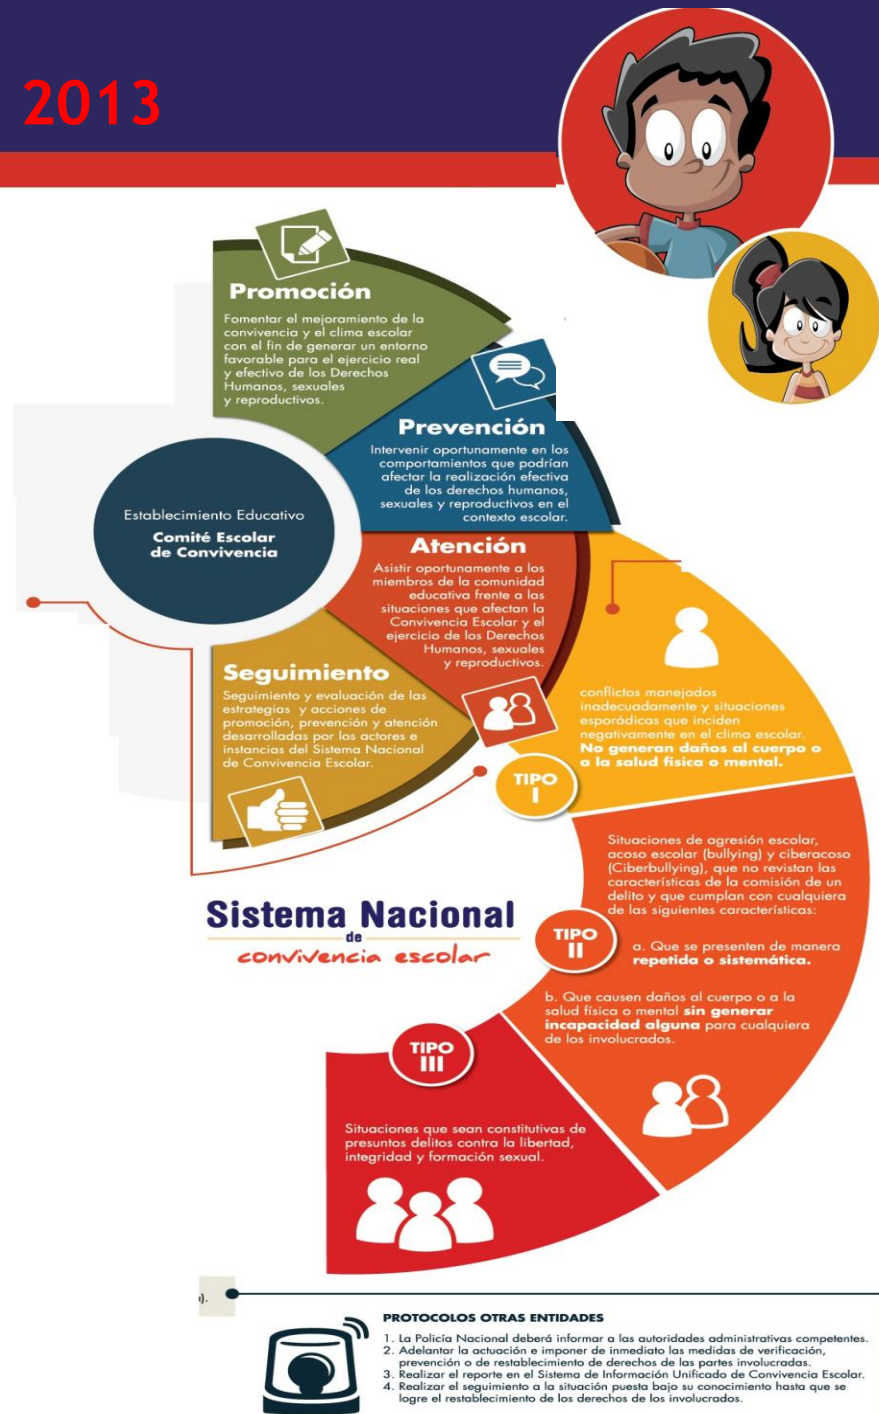 2013
Promoción
Fomentar el mejoramiento de la
convivencia y el clima escolar
con el fin de generar un entorno
favorable para el ejercicio real
y efectivo de los Derechos
Humanos, sexuales
y reproductivos.
Prevención
Intervenir oportunamente en los
comportamientos que podrían
afectar la realización efectiva
de los derechos humanos,
sexuales y reproductivos en el
contexto escolar.
Establecimiento Educativo
Comité Escolar
de Convivencia
Atención
Asistir oportunamente a los
miembros de la comunidad
educativa frente a las
situaciones que afectan la
Convivencia Escolar y el
ejercicio de los Derechos
Humanos, sexuales
y reproductivos.
Seguimiento
Seguimiento y evaluación de las
estrategias y acciones de
promoción, prevención y atención
desarrolladas por los actores e
instancias del Sistema Nacional
de Convivencia Escolar.
conflictos manejados
inadecuadamente y situaciones
esporádicas que inciden
negativamente en el clima escolar.
No generan daños al cuerpo o
a la salud física o mental.
TIPO
I
Situaciones de agresión escolar,
acoso escolar (bullying) y ciberacoso
(Ciberbullying), que no revistan las
características de la comisión de un
delito y que cumplan con cualquiera
de las siguientes características:
TIPO
II
a. Que se presenten de manera
repetida o sistemática.
b. Que causen daños al cuerpo o a la
salud física o mental sin generar
incapacidad alguna para cualquiera
de los involucrados.
Sistema Nacional
de
convivencia escolar
TIPO
III
Situaciones que sean constitutivas de
presuntos delitos contra la libertad,
integridad y formación sexual.
).
PROTOCOLOS OTRAS ENTIDADES
1. La Policía Nacional deberá informar a las autoridades administrativas competentes.
2. Adelantar la actuación e imponer de inmediato las medidas de verificación,
prevención o de restablecimiento de derechos de las partes involucradas.
3. Realizar el reporte en el Sistema de Información Unificado de Convivencia Escolar.
4. Realizar el seguimiento a la situación puesta bajo su conocimiento hasta que se
logre el restablecimiento de los derechos de los involucrados.